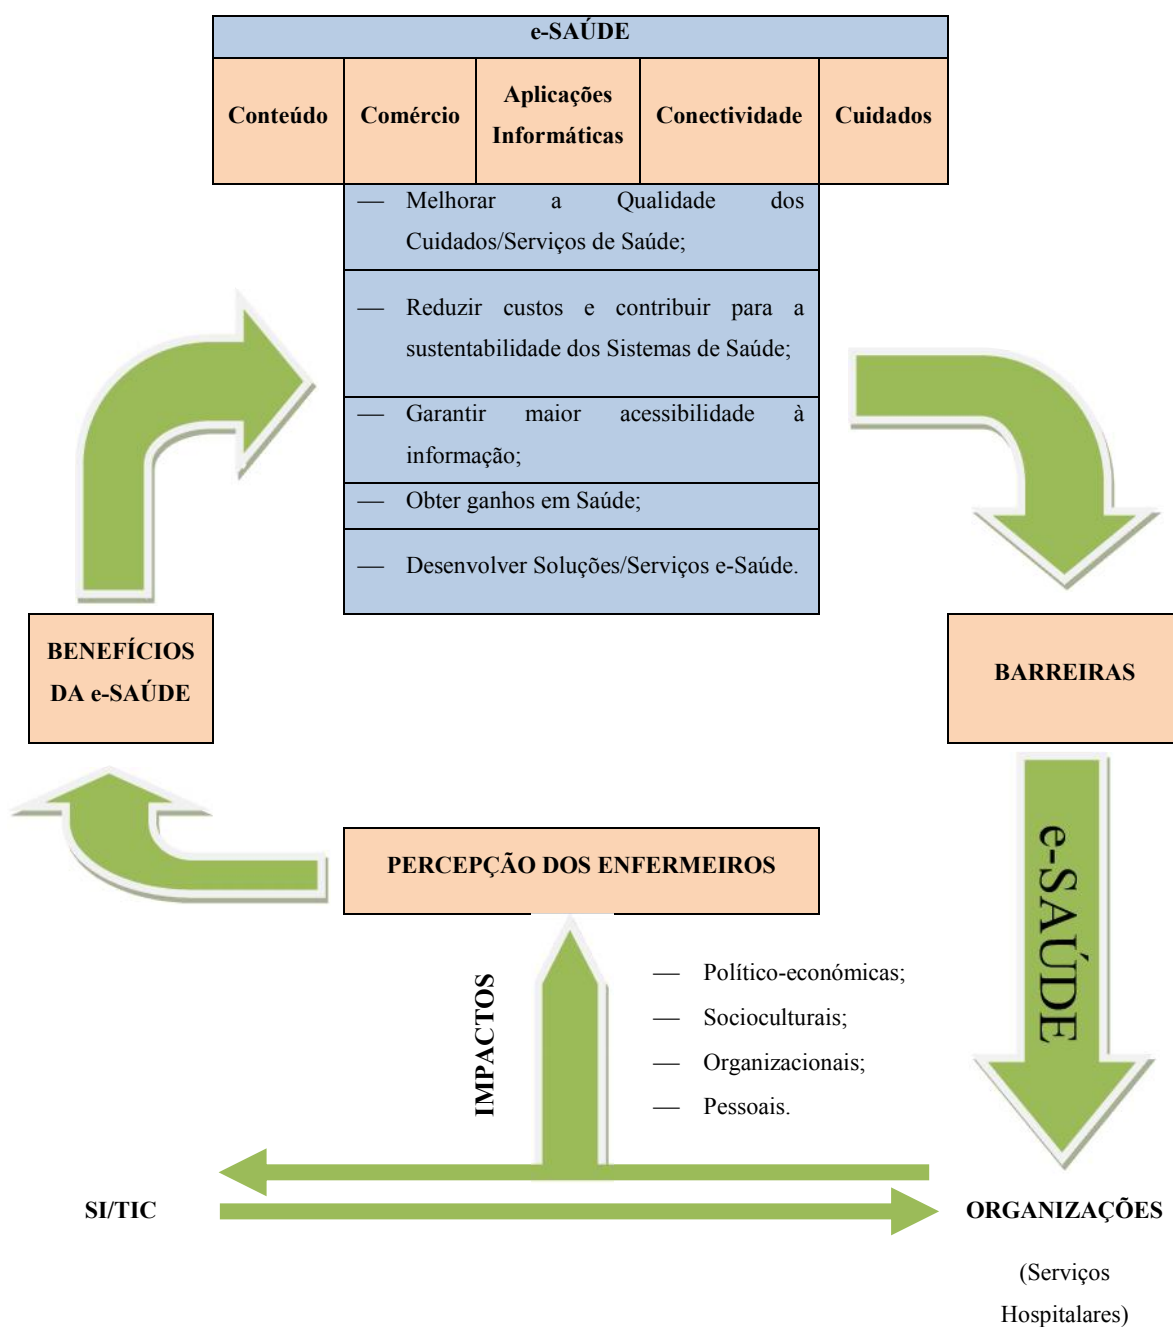 e-SAÚDE
Conteúdo
Comércio
Aplicações
Informáticas
Conectividade
Cuidados
— Melhorar a Qualidade dos
Cuidados/Serviços de Saúde;
— Reduzir custos e contribuir para a
sustentabilidade dos Sistemas de Saúde;
— Garantir maior acessibilidade à
informação;
— Obter ganhos em Saúde;
— Desenvolver Soluções/Serviços e-Saúde.
BENEFÍCIOS
DA e-SAÚDE
BARREIRAS
e-SAÚDE
PERCEPÇÃO DOS ENFERMEIROS
IMPACTOS
— Político-económicas;
— Socioculturais;
— Organizacionais;
— Pessoais.
SI/TIC
ORGANIZAÇÕES
(Serviços
Hospitalares)